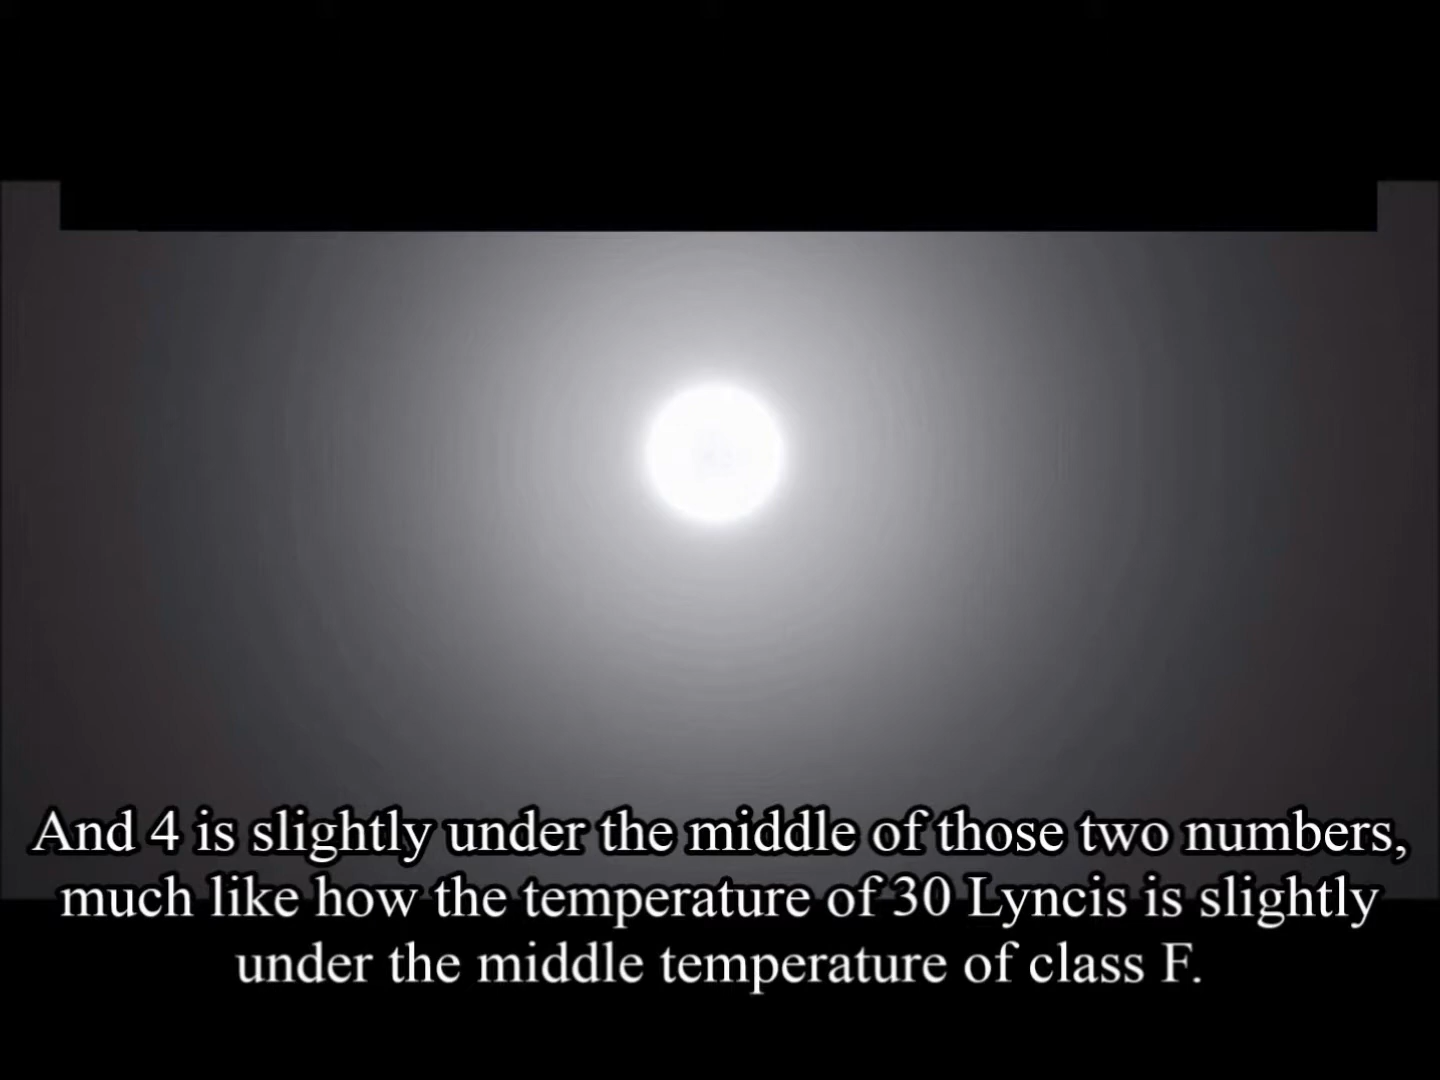 And 4 is slightly under the middle of those two numbers,
much like how the temperature of 30 Lyncis is slightly
under the middle temperature of class F.